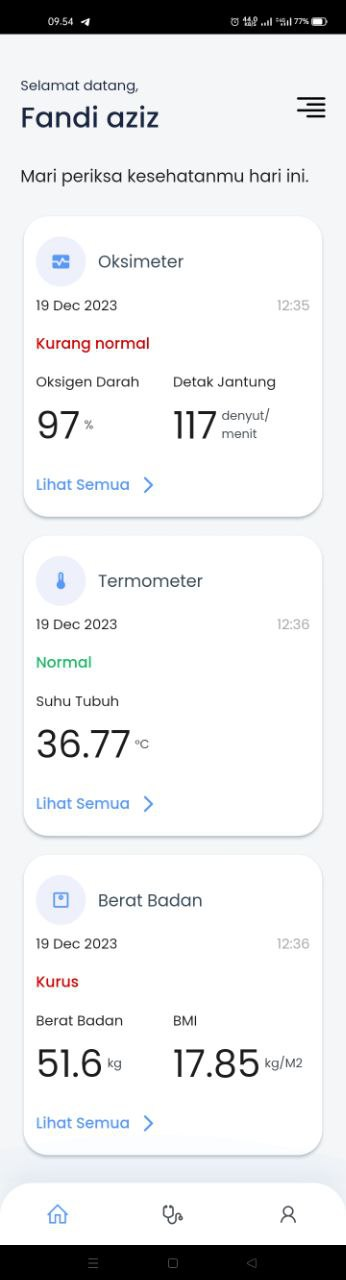 09.54
77%
Selamat datang,
Fandi aziz
Mari periksa kesehatanmu hari ini.
Oksimeter
19 Dec 2023 12:35
Kurang normal
Oksigen Darah Detak Jantung
97 % 117 denyut/
menit
Lihat Semua
Termometer
19 Dec 2023 12:36
Normal
Suhu Tubuh
36.77 °C
Lihat Semua
Berat Badan
19 Dec 2023 12:36
Kurus
Berat Badan BMI
51.6 kg 17.85 kg/M2
Lihat Semua